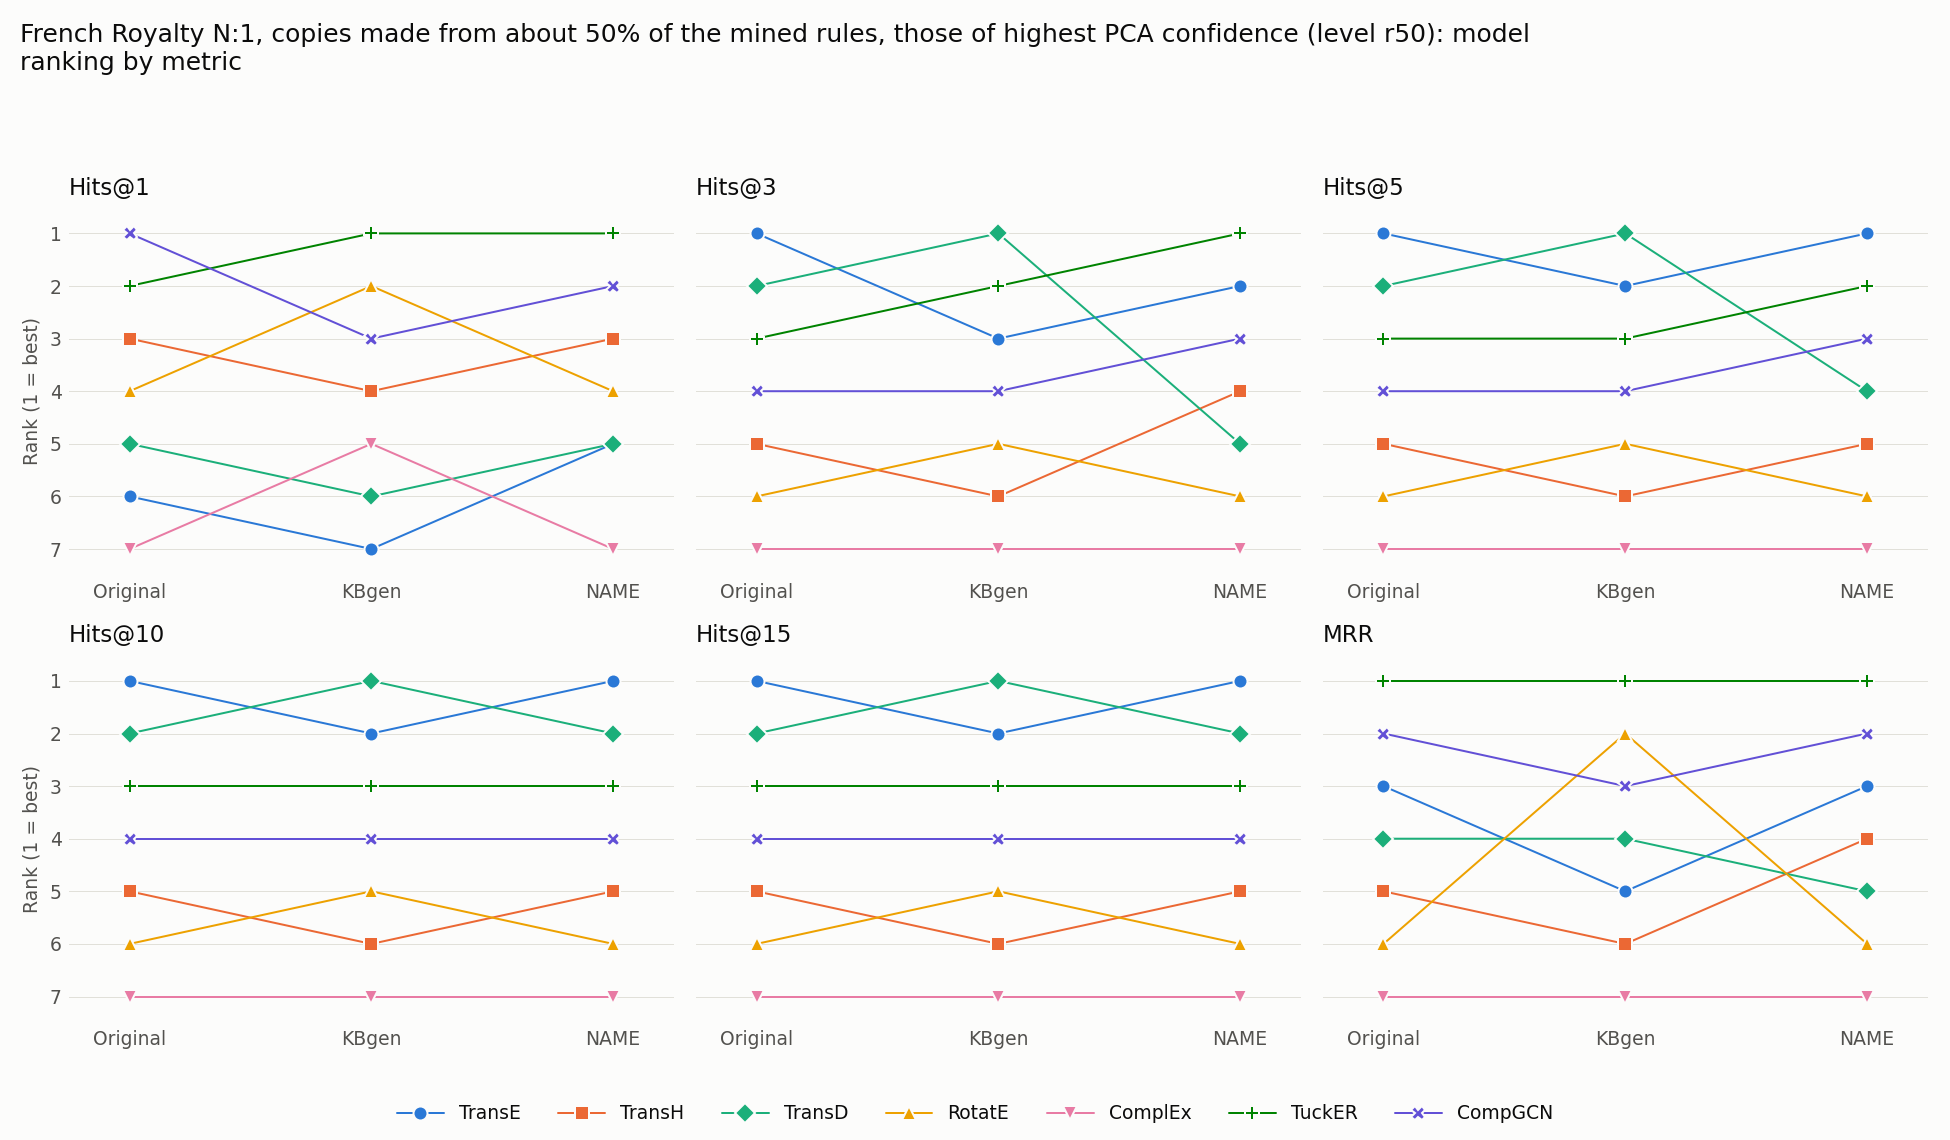 French Royalty N:1, copies made from about 50% of the mined rules, those of highest PCA confidence (level r50): model
ranking by metric
Hits@1
Hits@3
Hits@5
Rank (1 = best)
1
2
3
4
5
6
7
Original KBgen NAME
Original KBgen NAME
Original KBgen NAME
Hits@10
Hits@15
MRR
Rank (1 = best)
1
2
3
4
5
6
7
Original KBgen NAME
Original KBgen NAME
Original KBgen NAME
TransE TransH TransD RotatE ComplEx TuckER CompGCN